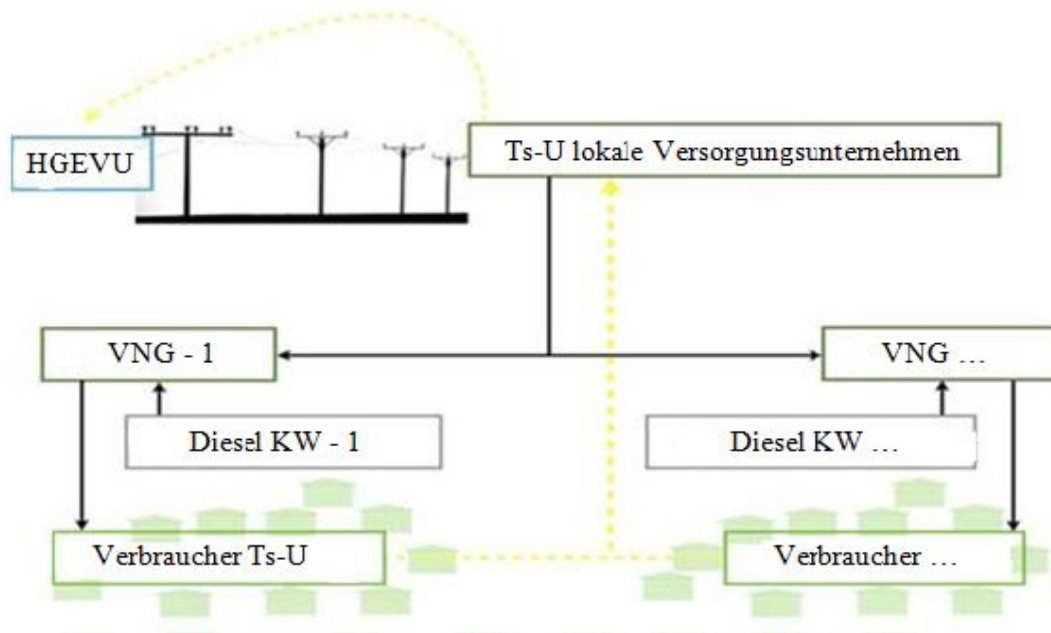 HGEVU
Ts-U lokale Versorgungsunternehmen
VNG - 1
VNG ...
Diesel KW - 1
Diesel KW ...
Verbraucher Ts-U
Verbraucher ...